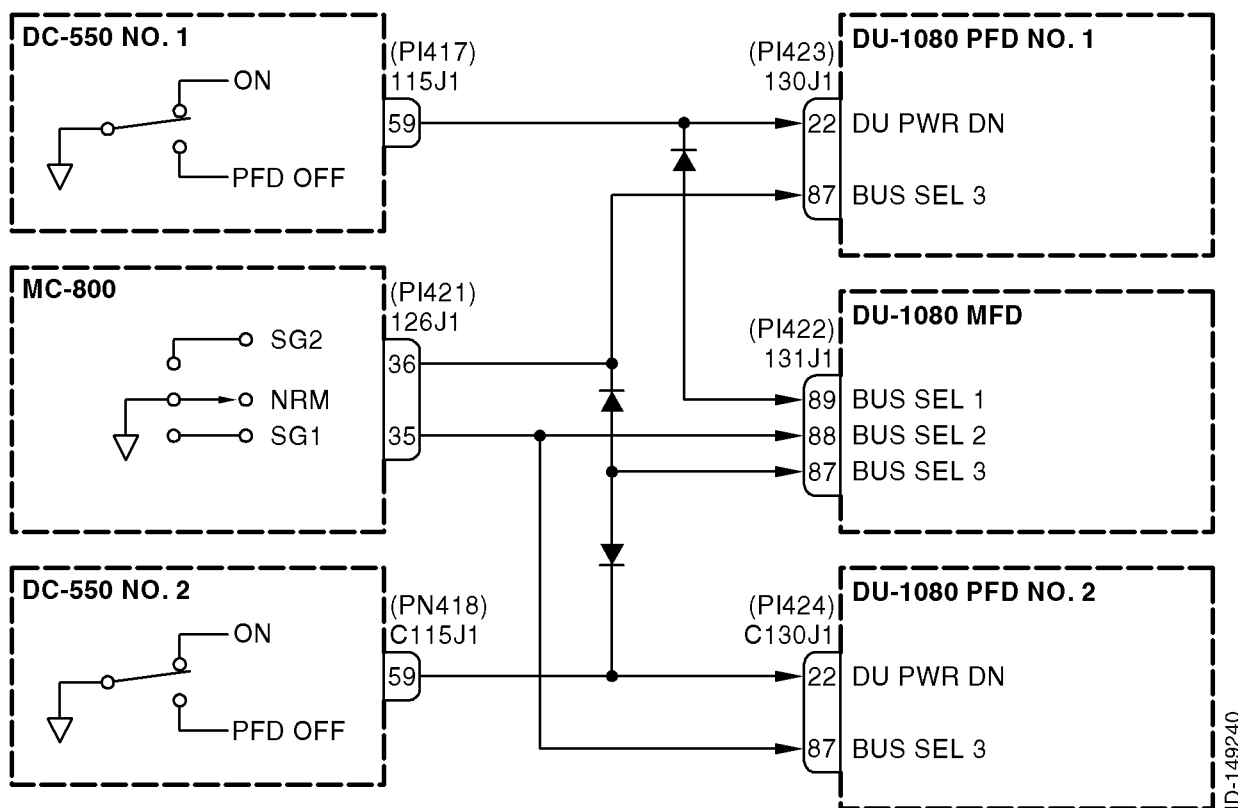 DC-550 NO. 1
ON
PFD OFF
(PI417)
115J1
59
(PI423)
130J1
DU-1080 PFD NO. 1
22 DU PWR DN
87 BUS SEL 3
MC-800
SG2
NRM
SG1
(PI421)
126J1
36
35
(PI422)
131J1
DU-1080 MFD
89 BUS SEL 1
88 BUS SEL 2
87 BUS SEL 3
DC-550 NO. 2
ON
PFD OFF
(PN418)
C115J1
59
(PI424)
C130J1
DU-1080 PFD NO. 2
22 DU PWR DN
87 BUS SEL 3